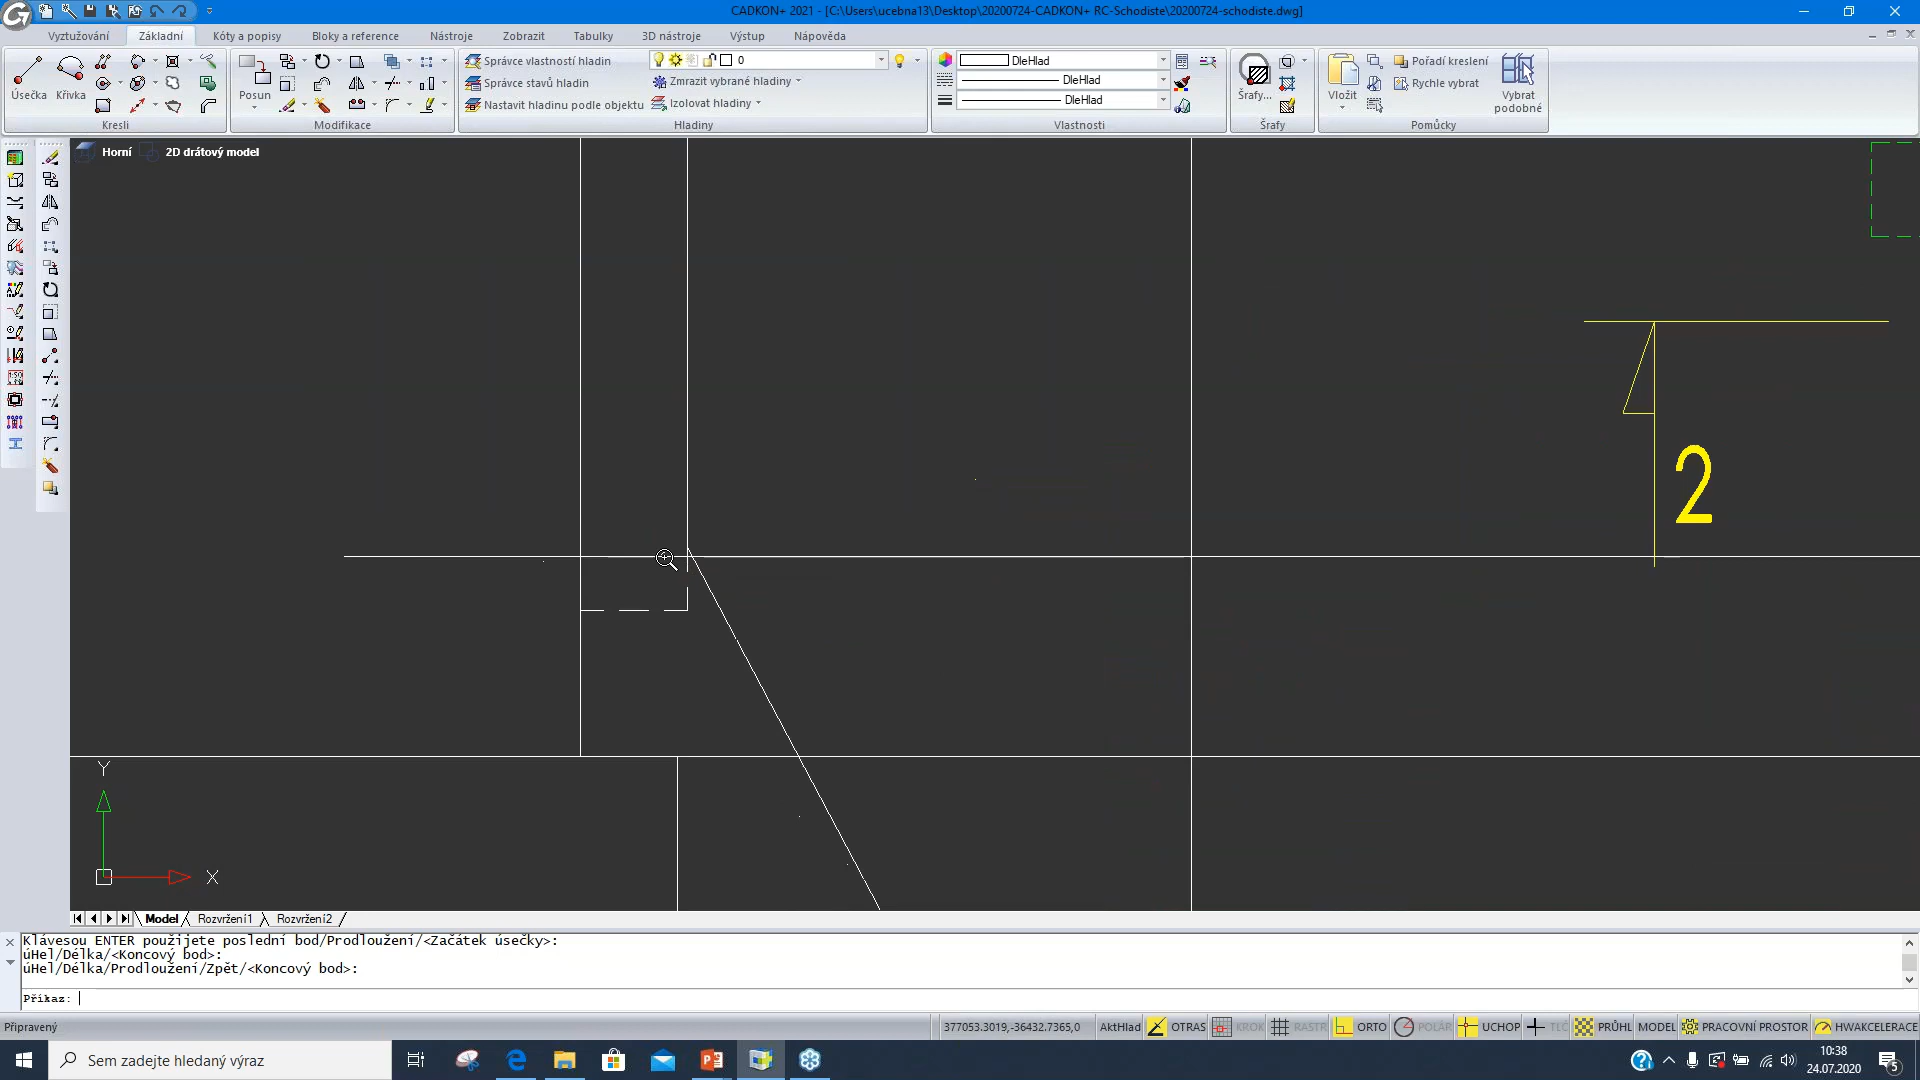 CADKON+ 2021 - [C:\Users\ucebna13\Desktop\20200724-CADKON+ RC-Schodiste\20200724-schodiste.dwg]
Vyztužování Základní Kóty a popisy Bloky a reference Nástroje Zobrazit Tabulky 3D nástroje Výstup Nápověda
Úsečka Křivka
Kresli
Posun
Modifikace
Správce vlastností hladin
0
Správce stavů hladin
Zmrazit vybrané hladiny
Nastavit hladinu podle objektu
Izolovat hladiny
Hladiny
DleHlad
DleHlad
DleHlad
Vlastnosti
Šrafy...
Šrafy
Vložit
Pořadí kreslení
Rychle vybrat
Vybrat podobné
Pomůcky
Horní 2D drátový model
2
Y
X
Model Rozvržení1 Rozvržení2
Klávesou ENTER použijete poslední bod/Prodloužení/<Začátek úsečky>:
úHel/Délka/<Koncový bod>:
úHel/Délka/Prodloužení/Zpět/<Koncový bod>:
Příkaz:
Připravený
377053.3019,-36432.7365,0 AktHlad OTRAS KROK RASTR ORTO POLÁR UCHOP TLČ PRŮHL MODEL PRACOVNÍ PROSTOR HWAKCELERACE
Sem zadejte hledaný výraz
10:38
24.07.2020
5